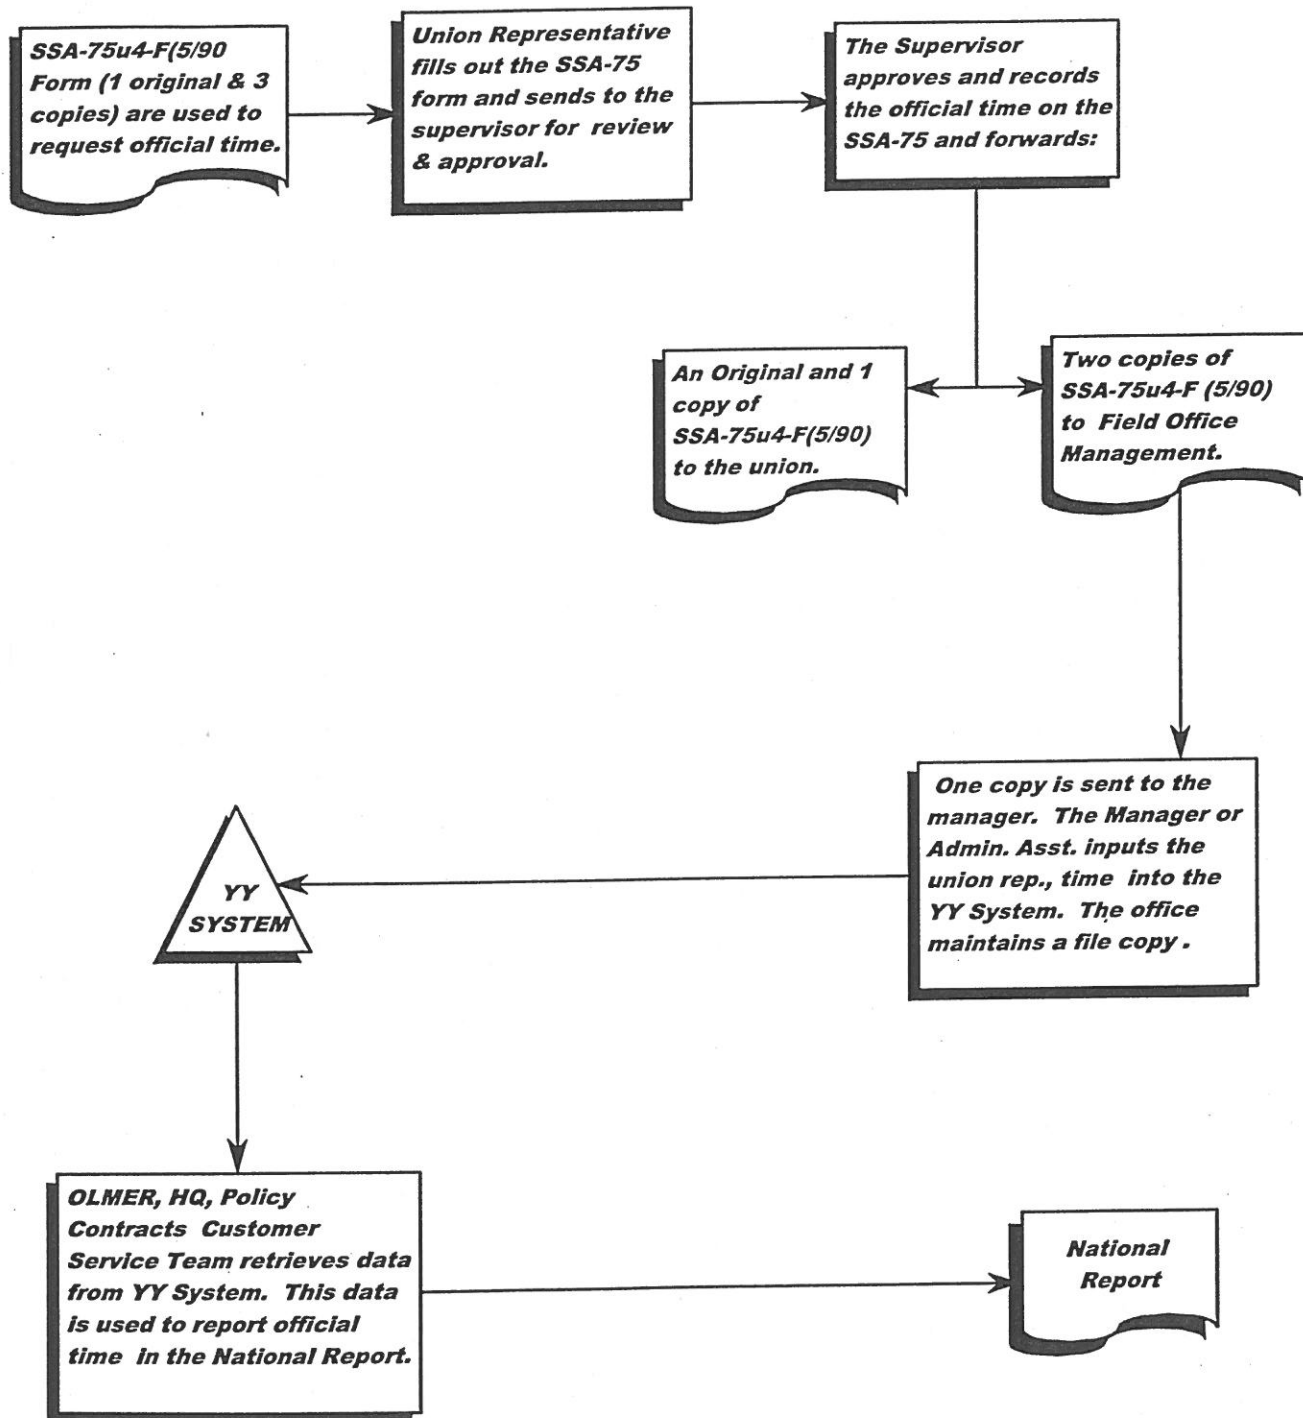 SSA-75u4-F(5/90
Form (1 original & 3
copies) are used to
request official time.
Union Representative
fills out the SSA-75
form and sends to the
supervisor for review
& approval.
The Supervisor
approves and records
the official time on the
SSA-75 and forwards:
An Original and 1
copy of
SSA-75u4-F(5/90)
to the union.
Two copies of
SSA-75u4-F (5/90)
to Field Office
Management.
One copy is sent to the
manager. The Manager or
Admin. Asst. inputs the
union rep., time into the
YY System. The office
maintains a file copy .
YY
SYSTEM
OLMER, HQ, Policy
Contracts Customer
Service Team retrieves data
from YY System. This data
is used to report official
time in the National Report.
National
Report